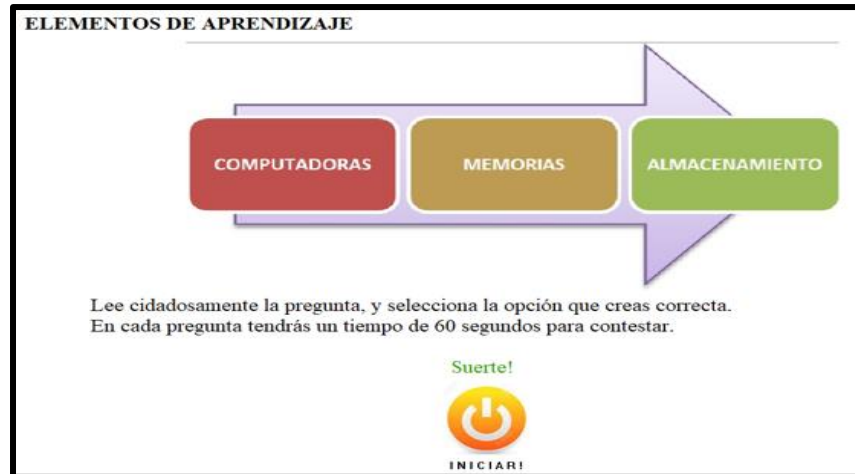 ELEMENTOS DE APRENDIZAJE
COMPUTADORAS MEMORIAS ALMACENAMIENTO
Lee cidadosamente la pregunta, y selecciona la opción que creas correcta.
En cada pregunta tendrás un tiempo de 60 segundos para contestar.
Suerte!
INICIAR!